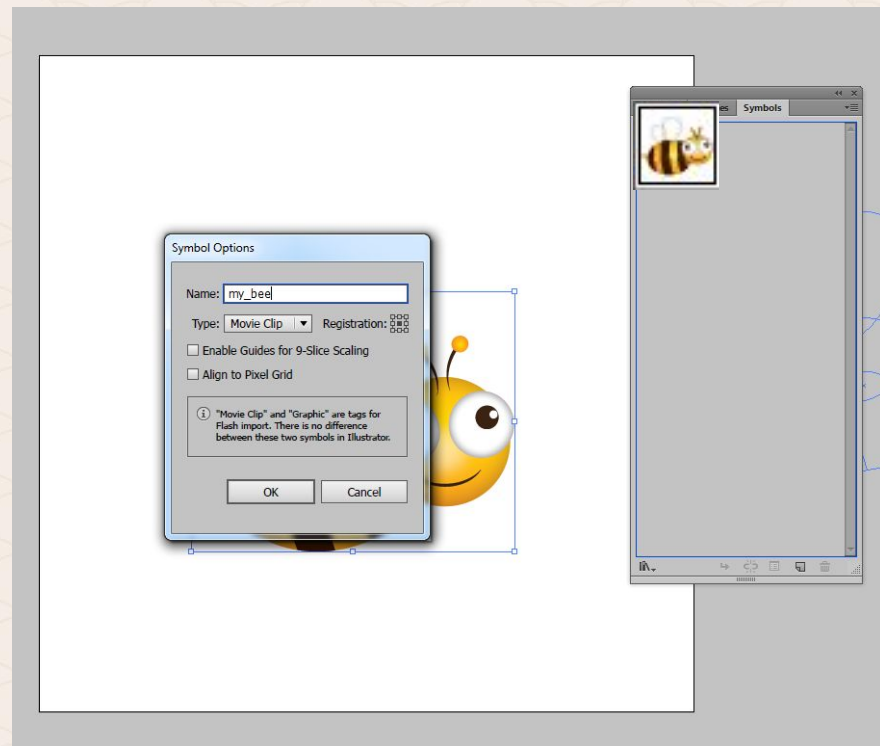 es Symbols
Symbol Options
Name: my_bee
Type: Movie Clip Registration:
Enable Guides for 9-Slice Scaling
Align to Pixel Grid
"Movie Clip" and "Graphic" are tags for
Flash import. There is no difference
between these two symbols in Illustrator.
OK Cancel